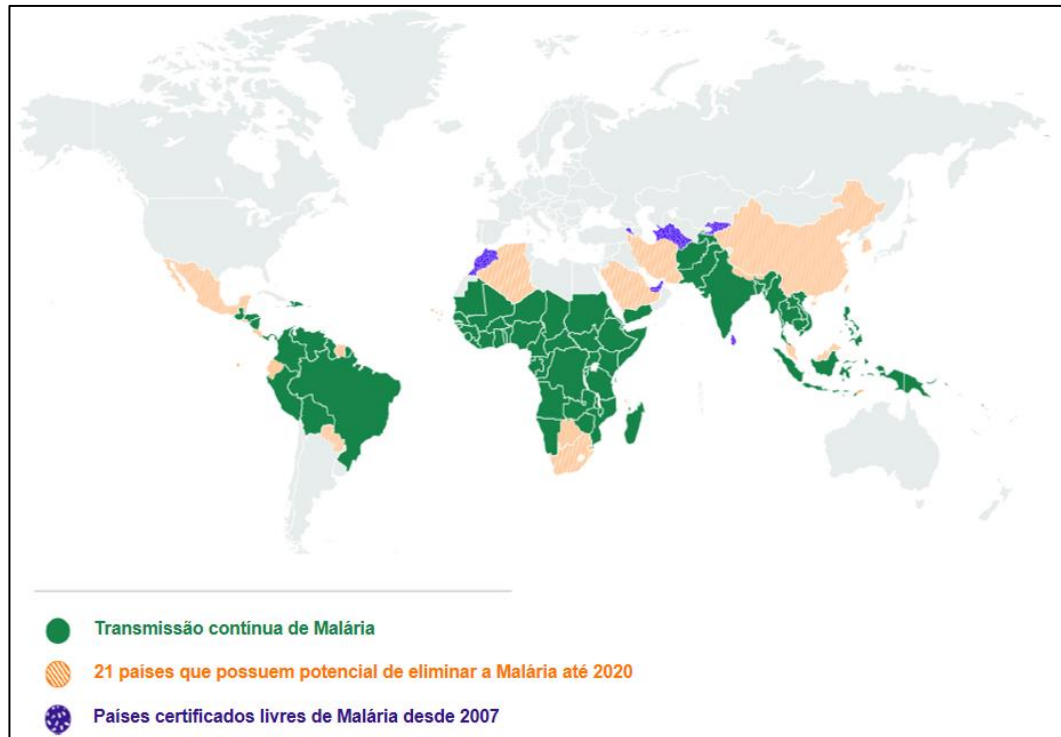 Transmissão contínua de Malária
21 países que possuem potencial de eliminar a Malária até 2020
Países certificados livres de Malária desde 2007